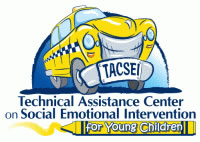 TACSEI
Technical Assistance Center
on Social Emotional Intervention
for Young Children